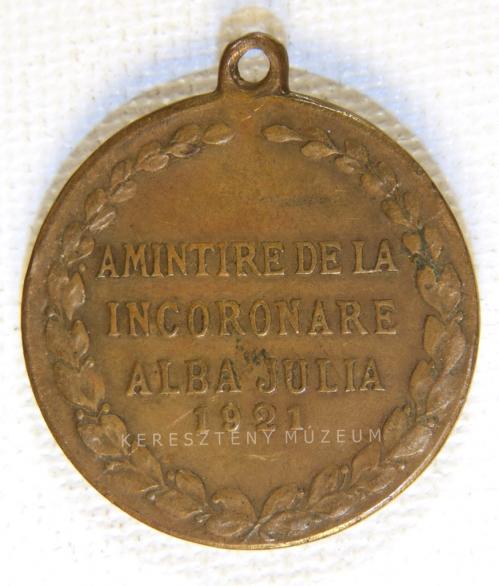 AMINTIRE DE LA
INCORONARE
ALBA JULIA
1921
KERESZTÉNY MÚZEUM